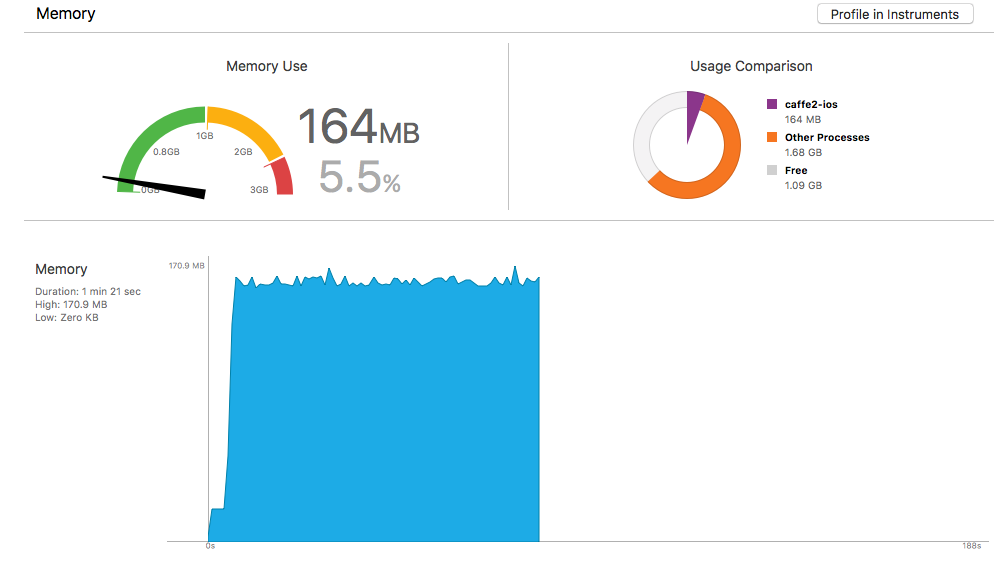 Memory
Profile in Instruments
Memory Use
Usage Comparison
164MB
5.5%
0GB
0.8GB
1GB
2GB
3GB
caffe2-ios
164 MB
Other Processes
1.68 GB
Free
1.09 GB
Memory
Duration: 1 min 21 sec
High: 170.9 MB
Low: Zero KB
170.9 MB
0s
188s